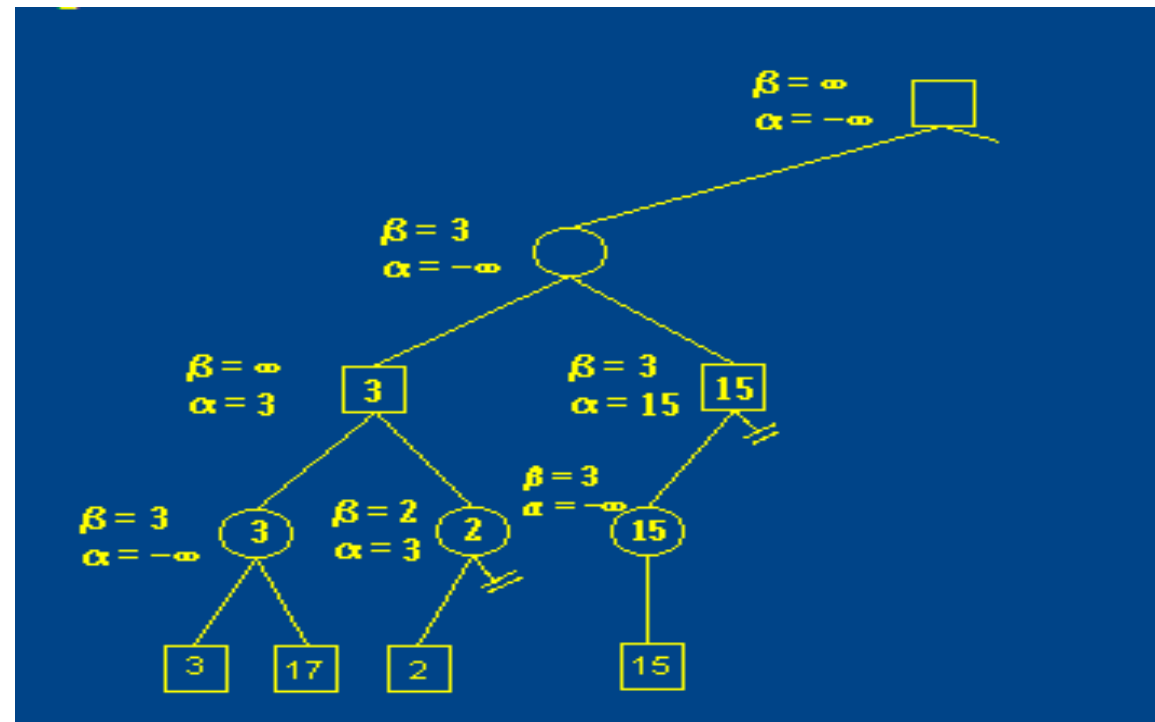 β = ∞
α = −∞
β = 3
α = −∞
β = ∞
α = 3
3
β = 3
α = 15
15
β = 3
α = −∞
3
β = 2
α = 3
2
β = 3
α = −∞
15
3
17
2
15